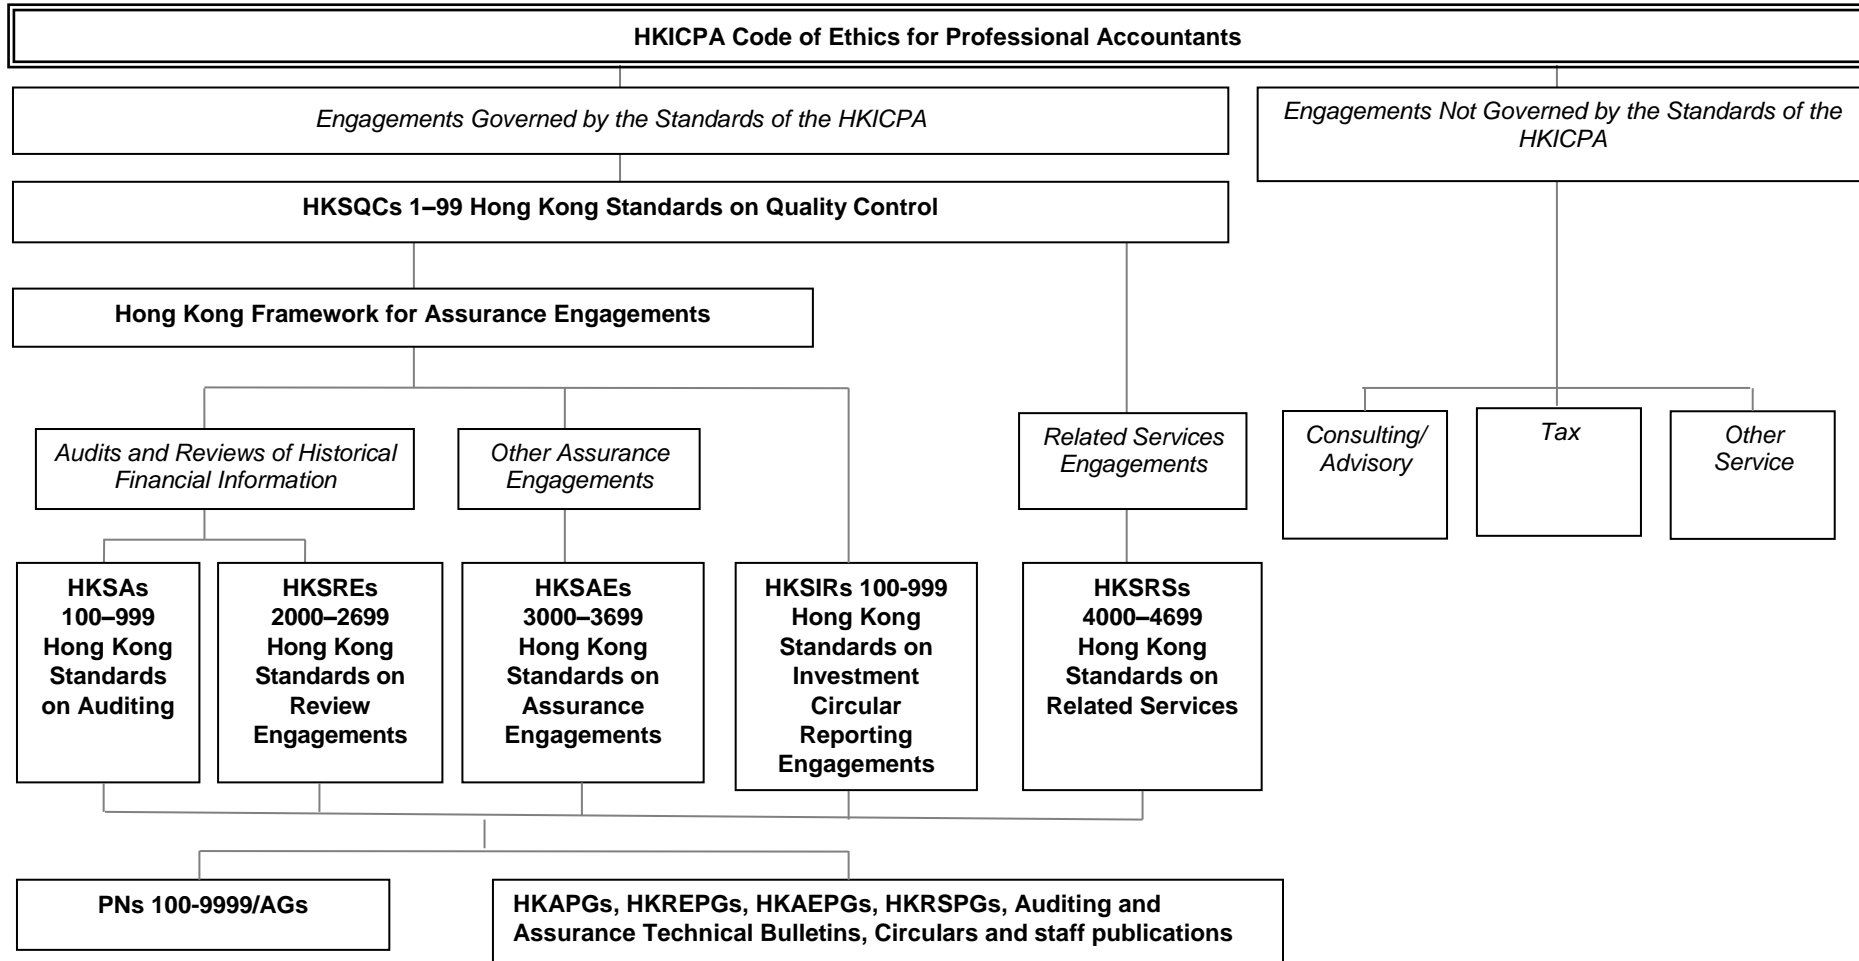 HKICPA Code of Ethics for Professional Accountants
Engagements Governed by the Standards of the HKICPA
Engagements Not Governed by the Standards of the
HKICPA
HKSQCs 1–99 Hong Kong Standards on Quality Control
Hong Kong Framework for Assurance Engagements
Audits and Reviews of Historical
Financial Information
Other Assurance
Engagements
Related Services
Engagements
Consulting/
Advisory
Tax
Other
Service
HKSAs
100–999
Hong Kong
Standards
on Auditing
HKSREs
2000–2699
Hong Kong
Standards on
Review
Engagements
HKSAEs
3000–3699
Hong Kong
Standards on
Assurance
Engagements
HKSIRs 100-999
Hong Kong
Standards on
Investment
Circular
Reporting
Engagements
HKSRSs
4000–4699
Hong Kong
Standards on
Related Services
PNs 100-9999/AGs
HKAPGs, HKREPGs, HKAEPGs, HKRSPGs, Auditing and
Assurance Technical Bulletins, Circulars and staff publications